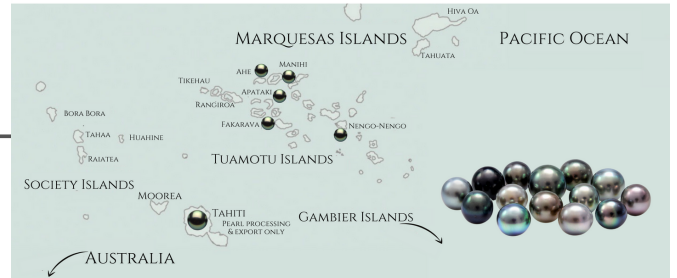 Hiva Oa
Marquesas Islands
Pacific Ocean
Tahuata
Manihi
Ahe
Tikehau
Apataki
Rangiroa
Bora Bora
Fakarava
Nengo-Nengo
Tahaa
Huahine
Raiatea
Tuamotu Islands
Society Islands
Moorea
Tahiti
Pearl processing
& export only
Gambier Islands
Australia